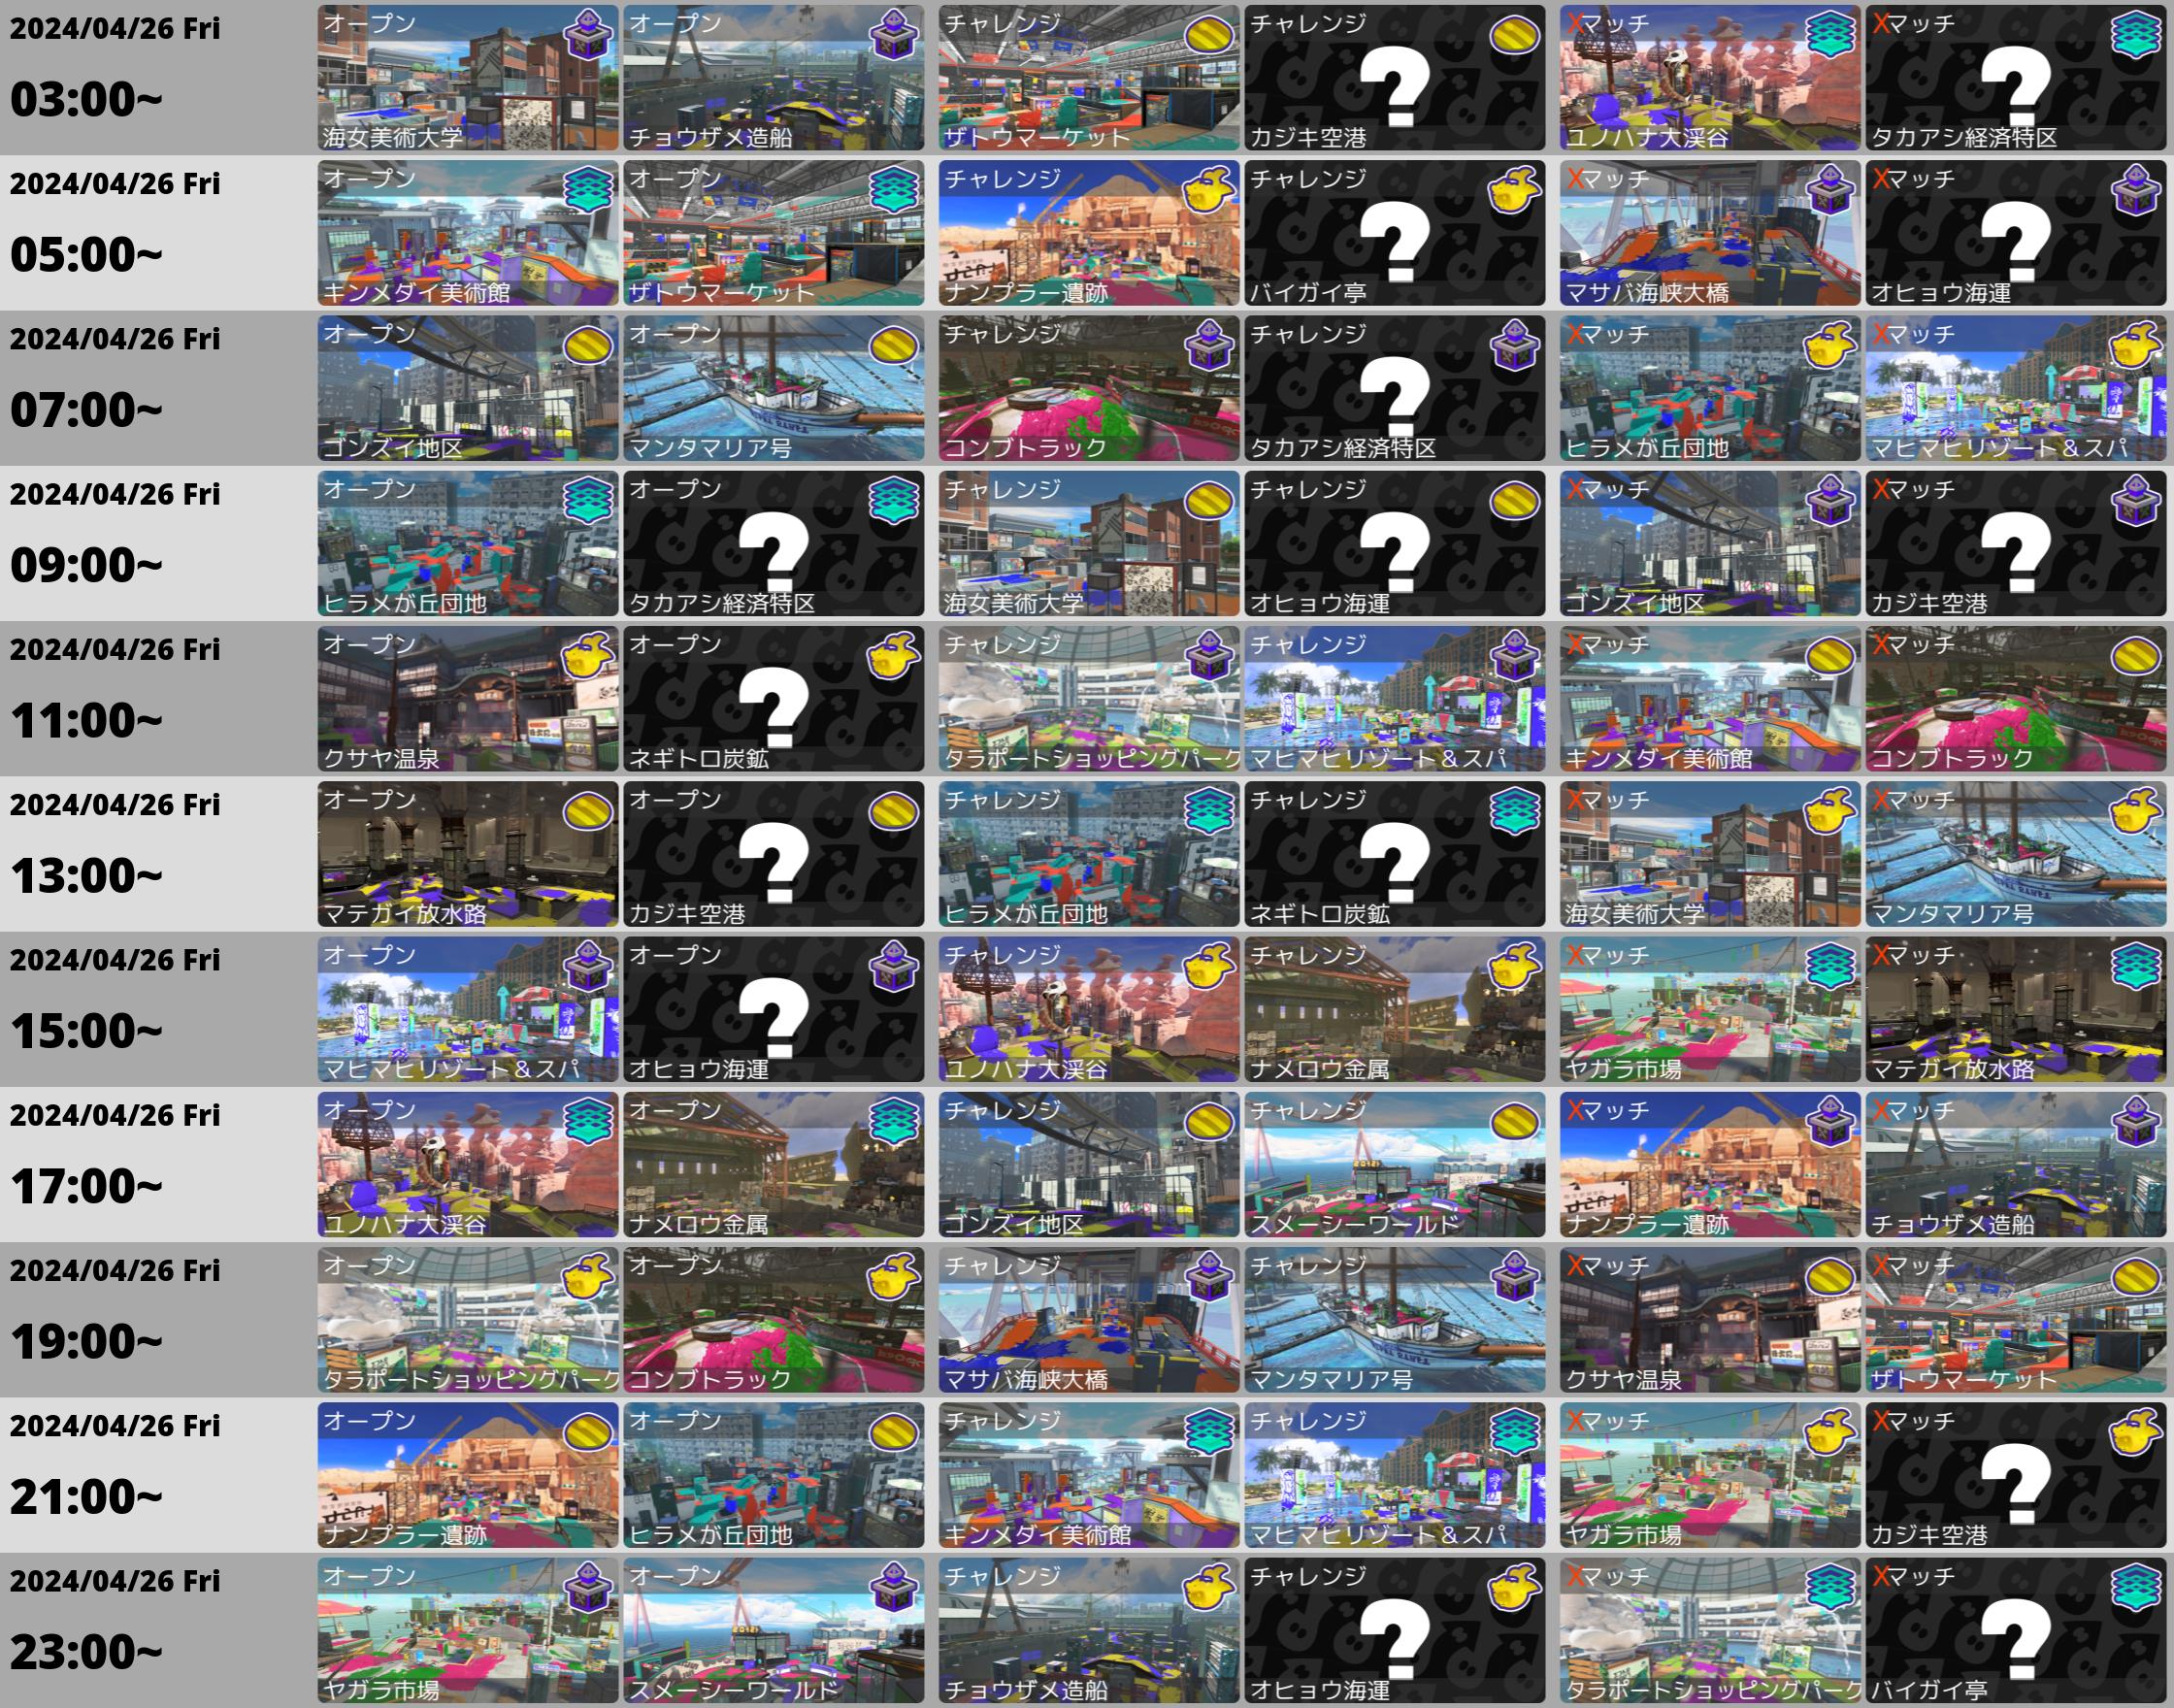 2024/04/26 Fri
03:00~
オープン
海女美術大学
オープン
チョウザメ造船
チャレンジ
ザトウマーケット
チャレンジ
カジキ空港
Xマッチ
ユノハナ大渓谷
Xマッチ
タカアシ経済特区
2024/04/26 Fri
05:00~
オープン
キンメダイ美術館
オープン
ザトウマーケット
チャレンジ
ナンプラー遺跡
チャレンジ
バイガイ亭
Xマッチ
マサバ海峡大橋
Xマッチ
オヒョウ海運
2024/04/26 Fri
07:00~
オープン
ゴンズイ地区
オープン
マンタマリア号
チャレンジ
コンブトラック
チャレンジ
タカアシ経済特区
Xマッチ
ヒラメが丘団地
Xマッチ
マヒマヒリゾート＆スパ
2024/04/26 Fri
09:00~
オープン
ヒラメが丘団地
オープン
タカアシ経済特区
チャレンジ
海女美術大学
チャレンジ
オヒョウ海運
Xマッチ
ゴンズイ地区
Xマッチ
カジキ空港
2024/04/26 Fri
11:00~
オープン
クサヤ温泉
オープン
ネギトロ炭鉱
チャレンジ
タラポートショッピングパーク
チャレンジ
マヒマヒリゾート＆スパ
Xマッチ
キンメダイ美術館
Xマッチ
コンブトラック
2024/04/26 Fri
13:00~
オープン
マテガイ放水路
オープン
カジキ空港
チャレンジ
ヒラメが丘団地
チャレンジ
ネギトロ炭鉱
Xマッチ
海女美術大学
Xマッチ
マンタマリア号
2024/04/26 Fri
15:00~
オープン
マヒマヒリゾート＆スパ
オープン
オヒョウ海運
チャレンジ
ユノハナ大渓谷
チャレンジ
ナメロウ金属
Xマッチ
ヤガラ市場
Xマッチ
マテガイ放水路
2024/04/26 Fri
17:00~
オープン
ユノハナ大渓谷
オープン
ナメロウ金属
チャレンジ
ゴンズイ地区
チャレンジ
スメーシーワールド
Xマッチ
ナンプラー遺跡
Xマッチ
チョウザメ造船
2024/04/26 Fri
19:00~
オープン
タラポートショッピングパーク
オープン
コンブトラック
チャレンジ
マサバ海峡大橋
チャレンジ
マンタマリア号
Xマッチ
クサヤ温泉
Xマッチ
ザトウマーケット
2024/04/26 Fri
21:00~
オープン
ナンプラー遺跡
オープン
ヒラメが丘団地
チャレンジ
キンメダイ美術館
チャレンジ
マヒマヒリゾート＆スパ
Xマッチ
ヤガラ市場
Xマッチ
カジキ空港
2024/04/26 Fri
23:00~
オープン
ヤガラ市場
オープン
スメーシーワールド
チャレンジ
チョウザメ造船
チャレンジ
オヒョウ海運
Xマッチ
タラポートショッピングパーク
Xマッチ
バイガイ亭